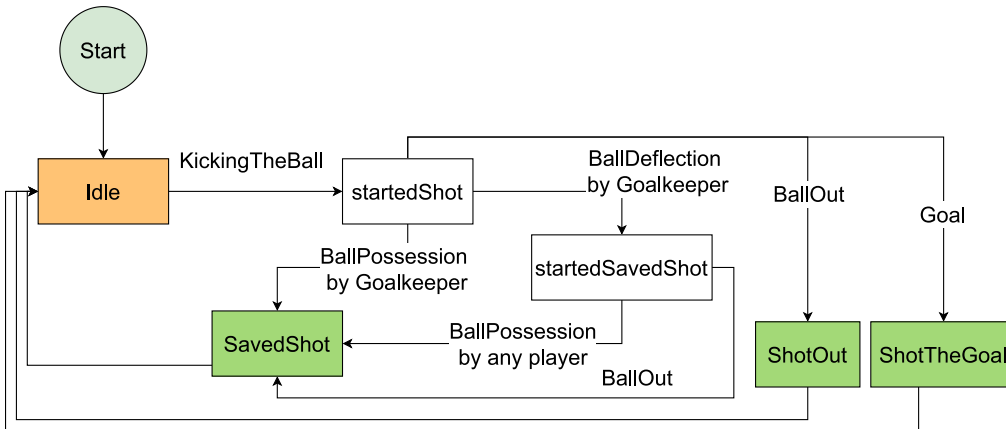 Start
KickingTheBall
Idle
startedShot
BallDeflection
by Goalkeeper
BallOut
Goal
BallPossession
by Goalkeeper
startedSavedShot
SavedShot
BallPossession
by any player
BallOut
ShotOut
ShotTheGoal